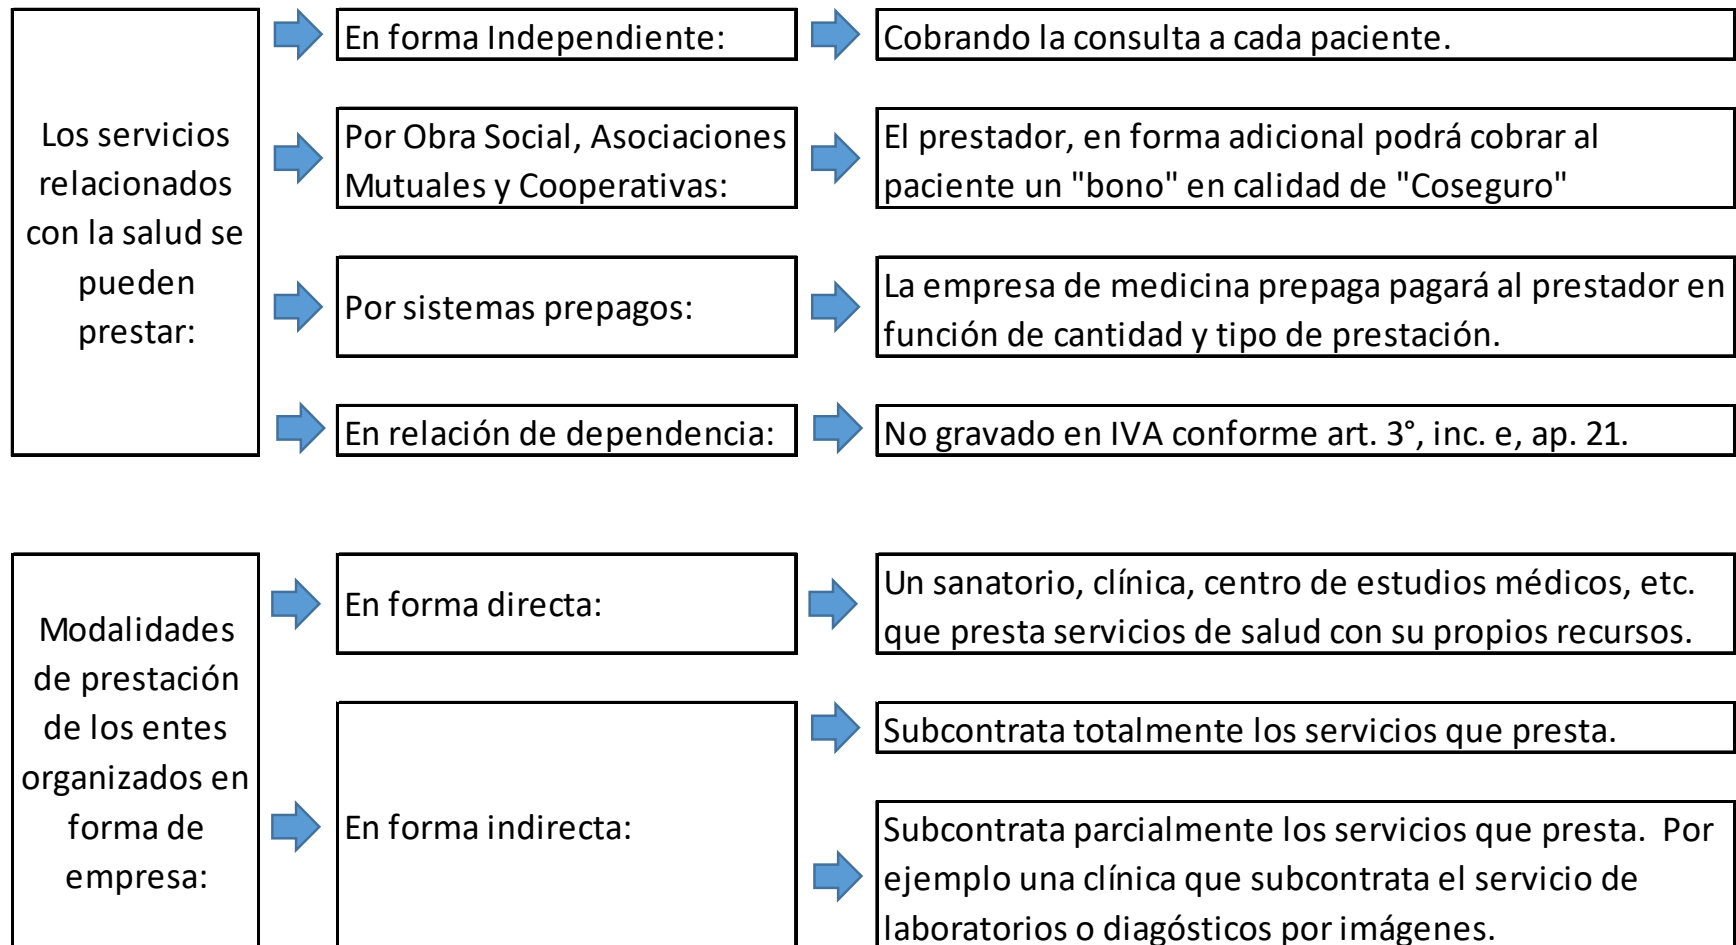 Los servicios
relacionados
con la salud se
pueden
prestar:
En forma Independiente:
Cobrando la consulta a cada paciente.
Por Obra Social, Asociaciones
Mutuales y Cooperativas:
El prestador, en forma adicional podrá cobrar al
paciente un "bono" en calidad de "Coseguro"
Por sistemas prepagos:
La empresa de medicina prepaga pagará al prestador en
función de cantidad y tipo de prestación.
En relación de dependencia:
No gravado en IVA conforme art. 3°, inc. e, ap. 21.
Modalidades
de prestación
de los entes
organizados en
forma de
empresa:
En forma directa:
Un sanatorio, clínica, centro de estudios médicos, etc.
que presta servicios de salud con su propios recursos.
En forma indirecta:
Subcontrata totalmente los servicios que presta.
Subcontrata parcialmente los servicios que presta. Por
ejemplo una clínica que subcontrata el servicio de
laboratorios o diagósticos por imágenes.